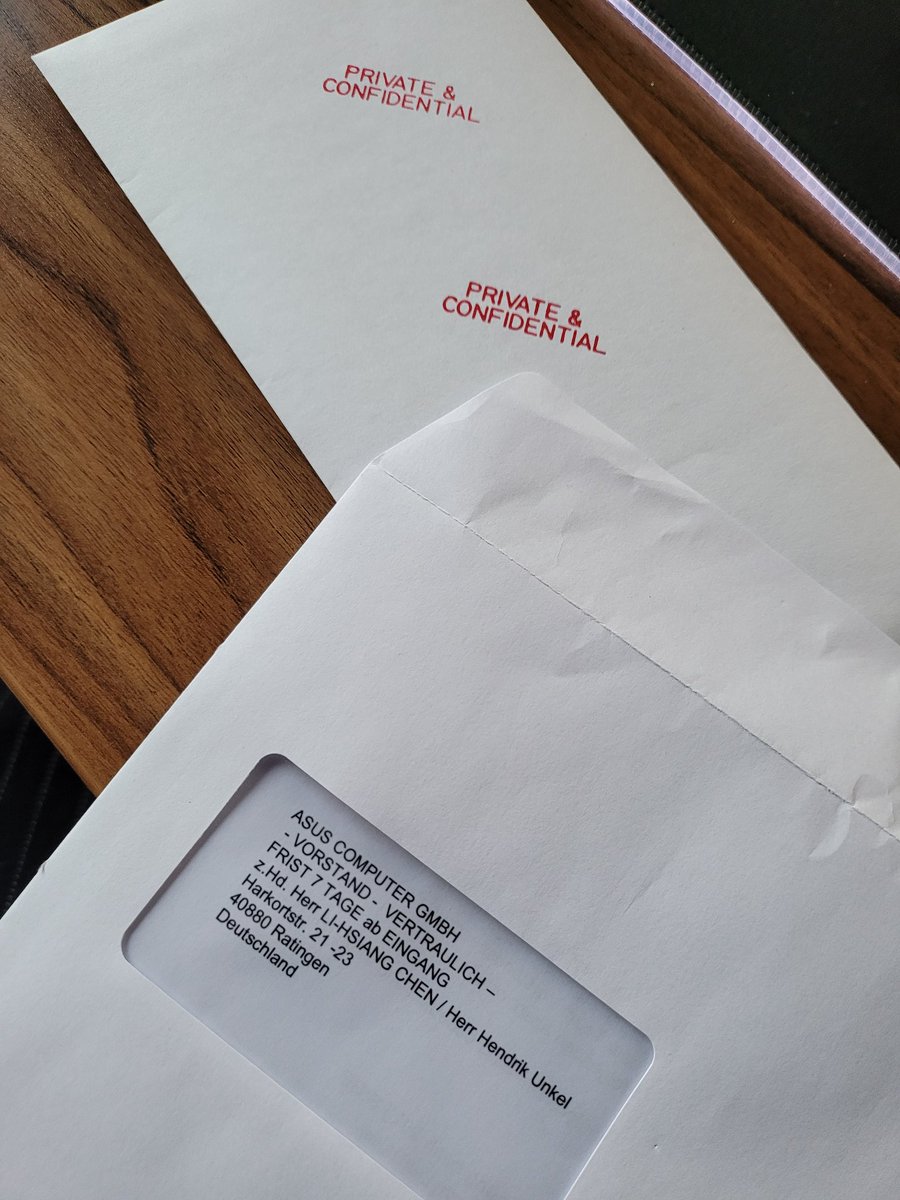 PRIVATE &
CONFIDENTIAL
PRIVATE &
CONFIDENTIAL
ASUS COMPUTER GMBH
- VORSTAND - VERTRAULICH –
FRIST 7 TAGE ab EINGANG
z.Hd. Herr LI-HSIANG CHEN / Herr Hendrik Unkel
Harkortstr. 21 -23
40880 Ratingen
Deutschland